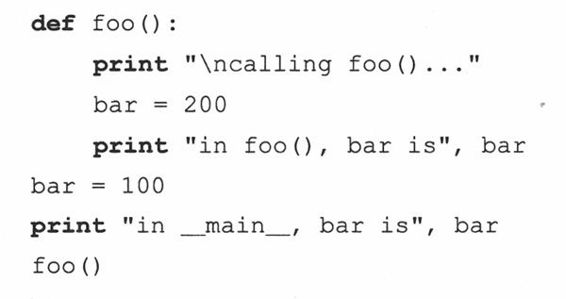 def foo():
    print "\ncalling foo()..."
    bar = 200
    print "in foo(), bar is", bar
bar = 100
print "in __main__, bar is", bar
foo()